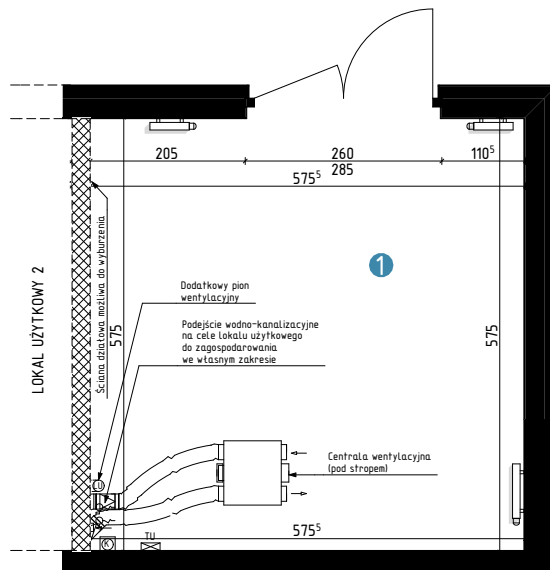 205
260
285
110⁵
575⁵
1
LOKAL UŻYTKOWY 2
Ściana działowa możliwa do wyburzenia
575
Dodatkowy pion
wentylacyjny
Podejście wodno-kanalizacyjne
na cele lokalu użytkowego
do zagospodarowania
we własnym zakresie
575
Centrala wentylacyjna
(pod stropem)
575⁵
K
TU